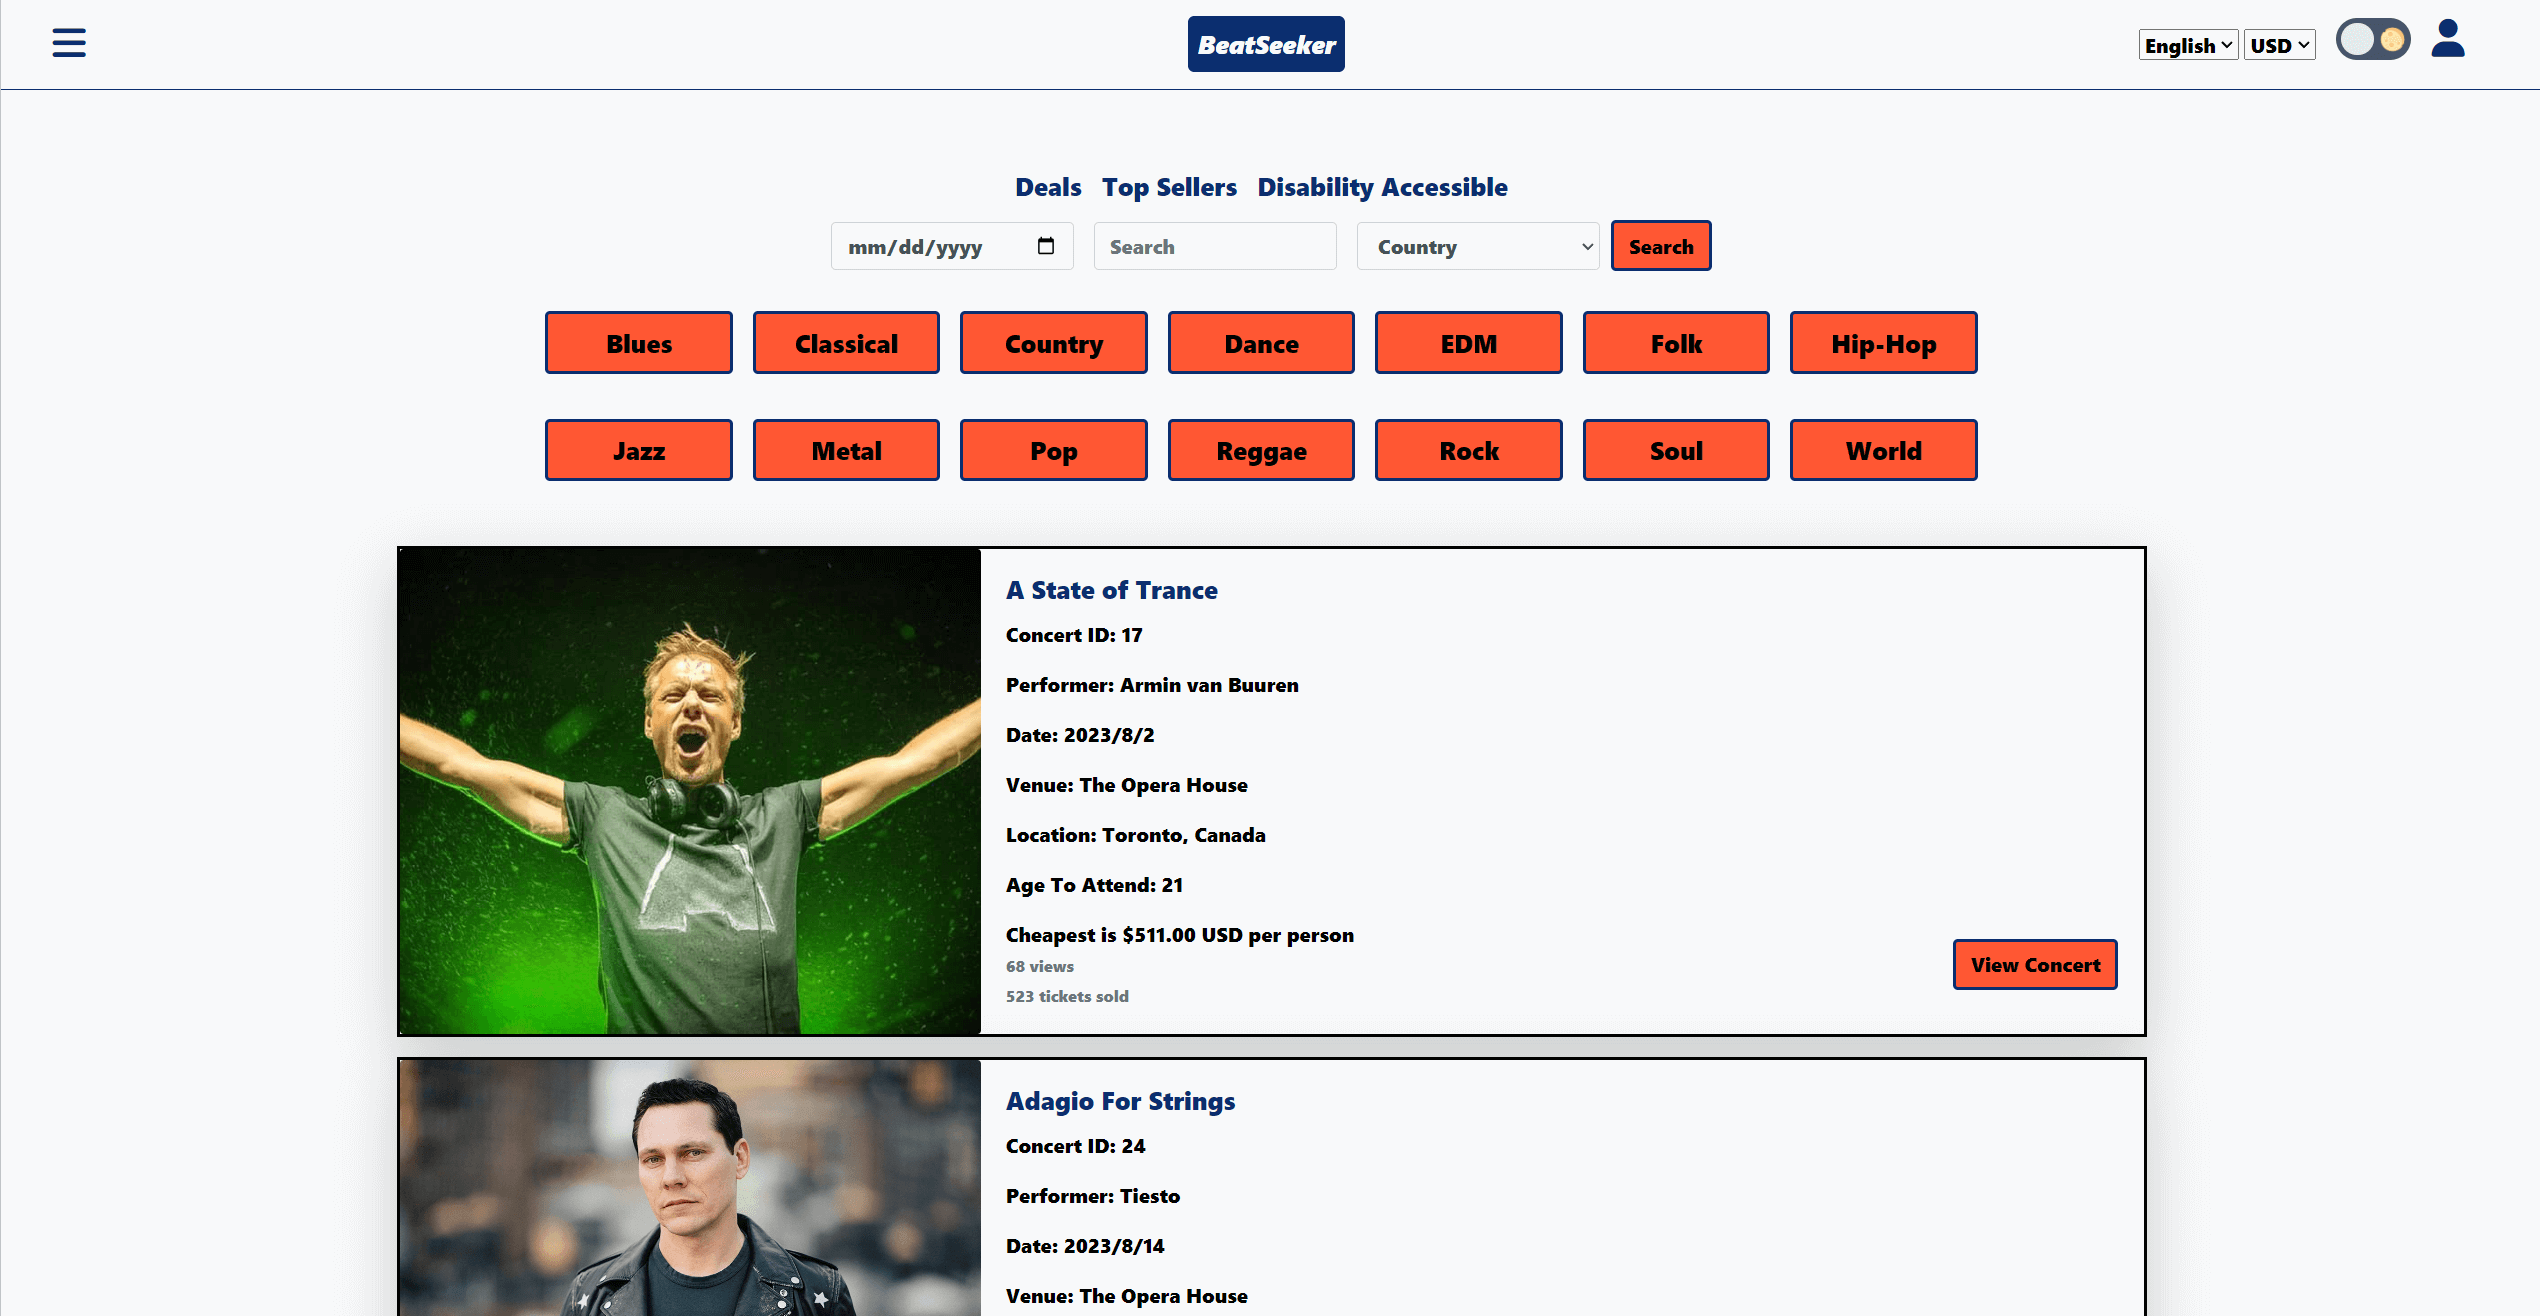 BeatSeeker
English USD
Deals Top Sellers Disability Accessible
mm/dd/yyyy Search Country Search
Blues Classical Country Dance EDM Folk Hip-Hop
Jazz Metal Pop Reggae Rock Soul World
A State of Trance
Concert ID: 17
Performer: Armin van Buuren
Date: 2023/8/2
Venue: The Opera House
Location: Toronto, Canada
Age To Attend: 21
Cheapest is $511.00 USD per person
68 views
View Concert
523 tickets sold
Adagio For Strings
Concert ID: 24
Performer: Tiesto
Date: 2023/8/14
Venue: The Opera House